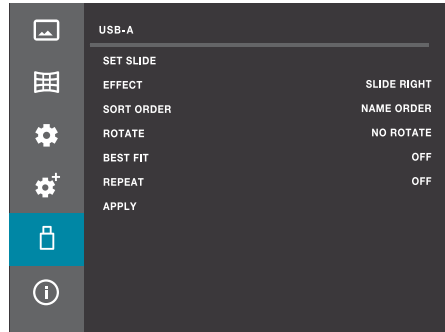 USB-A
SET SLIDE
EFFECT SLIDE RIGHT
SORT ORDER NAME ORDER
ROTATE NO ROTATE
BEST FIT OFF
REPEAT OFF
APPLY